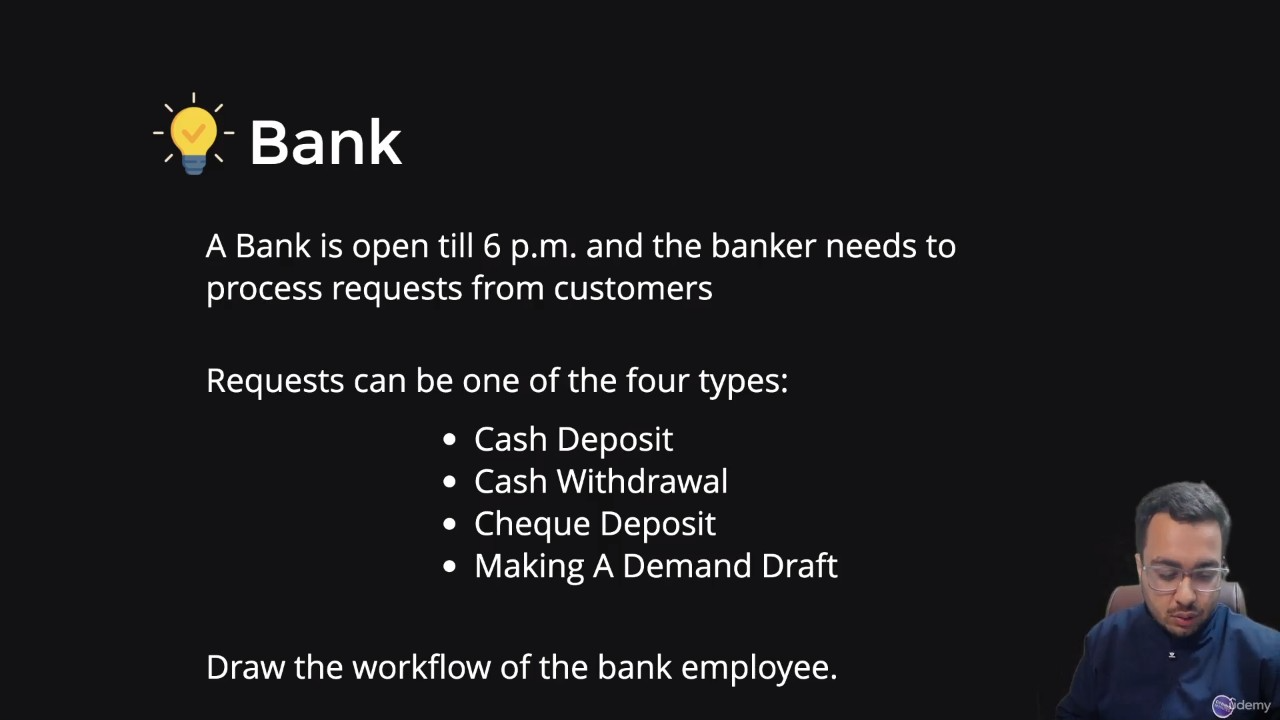 Bank
A Bank is open till 6 p.m. and the banker needs to
process requests from customers
Requests can be one of the four types:
• Cash Deposit
• Cash Withdrawal
• Cheque Deposit
• Making A Demand Draft
Draw the workflow of the bank employee.
udemy